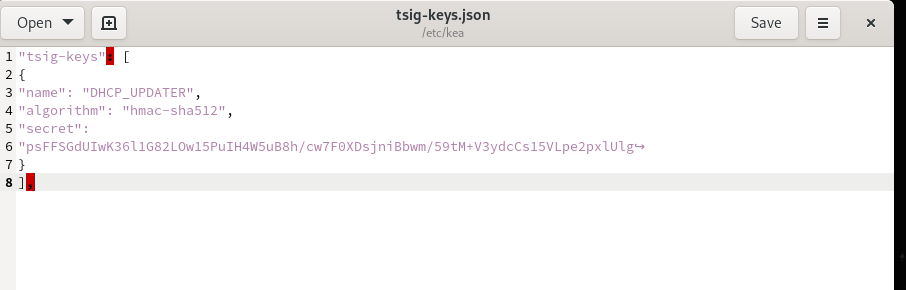 Open
tsig-keys.json
/etc/kea
Save
1 "tsig-keys": [
2 {
3 "name": "DHCP_UPDATER",
4 "algorithm": "hmac-sha512",
5 "secret":
6 "psFFSGdUIwK36l1G82LOw15PuIH4W5uB8h/cw7F0XDsjniBbwm/59tM+V3ydcCs15VLpe2pxlUlg↪
7 }
8 ],